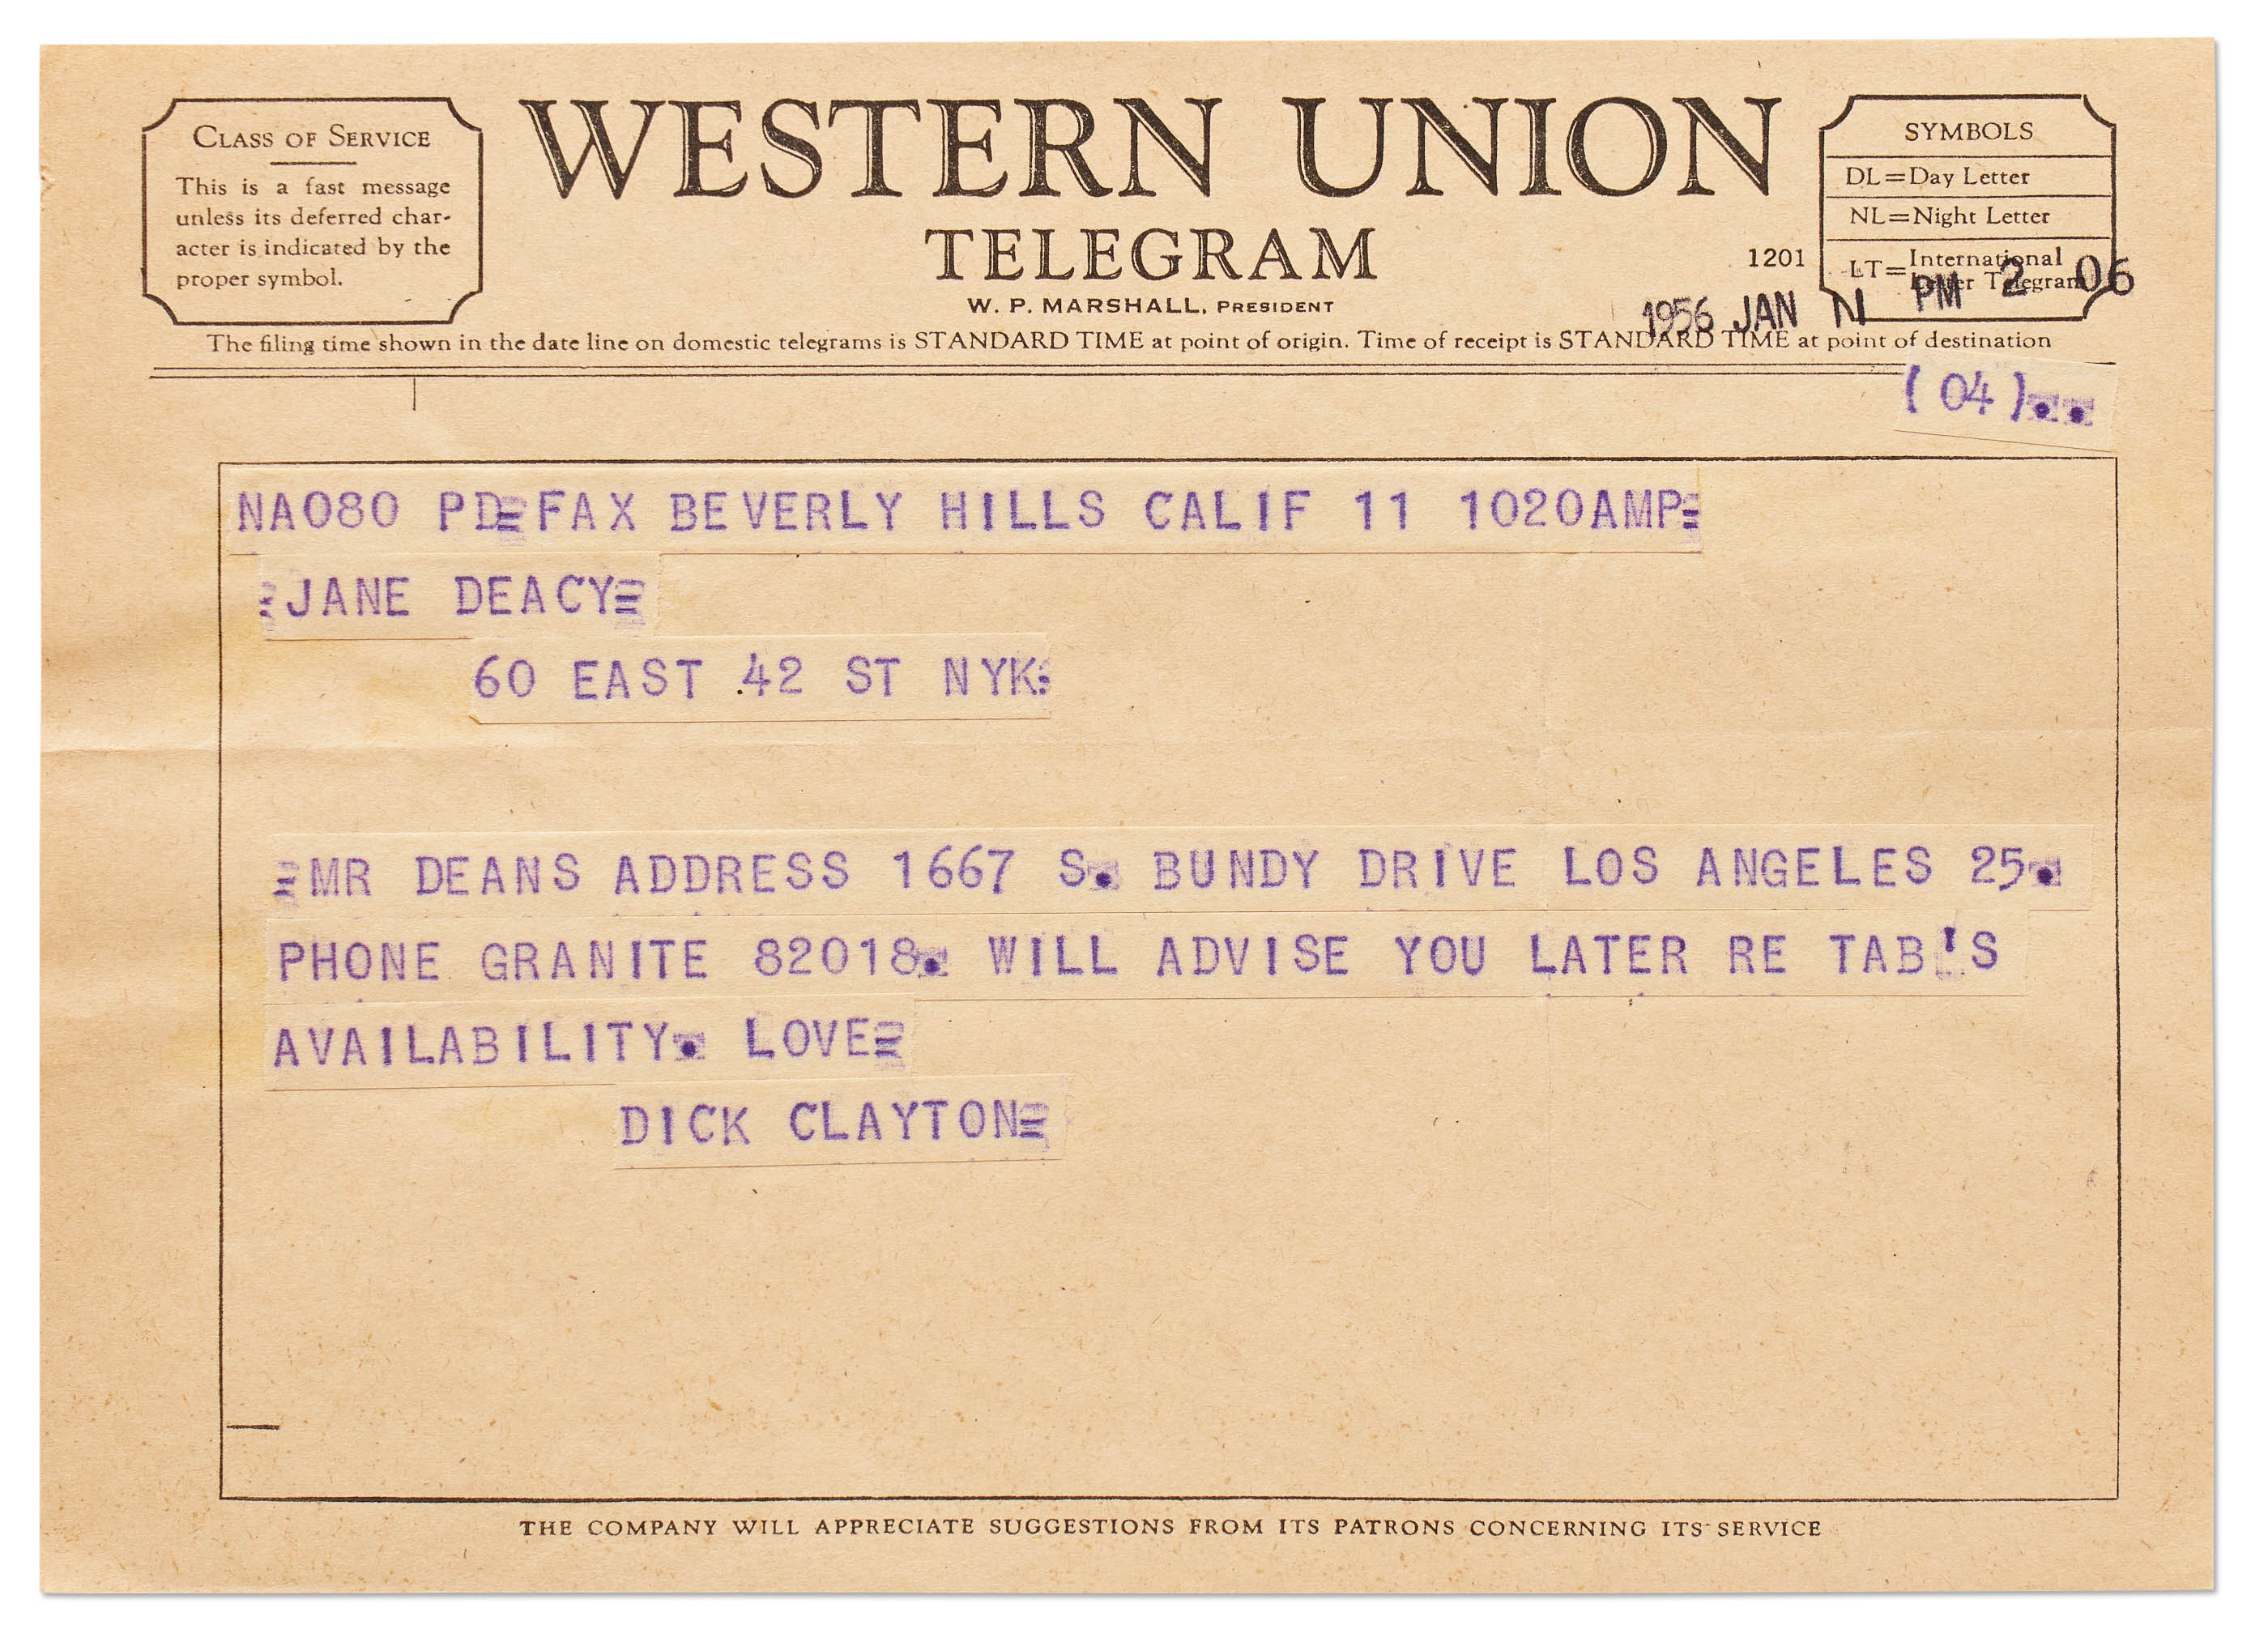 CLASS OF SERVICE
This is a fast message
unless its deferred char-
acter is indicated by the
proper symbol.
WESTERN UNION
TELEGRAM
W. P. MARSHALL, PRESIDENT
1201
SYMBOLS
DL=Day Letter
NL=Night Letter
LT=International Letter Telegram
1956 JAN 11 PM 2 06
The filing time shown in the date line on domestic telegrams is STANDARD TIME at point of origin. Time of receipt is STANDARD TIME at point of destination
(04)..
NA080 PD=FAX BEVERLY HILLS CALIF 11 1020AMP=
=JANE DEACY=
60 EAST 42 ST NYK=
=MR DEANS ADDRESS 1667 S. BUNDY DRIVE LOS ANGELES 25.
PHONE GRANITE 82018. WILL ADVISE YOU LATER RE TAB'S
AVAILABILITY. LOVE=
DICK CLAYTON=
THE COMPANY WILL APPRECIATE SUGGESTIONS FROM ITS PATRONS CONCERNING ITS SERVICE